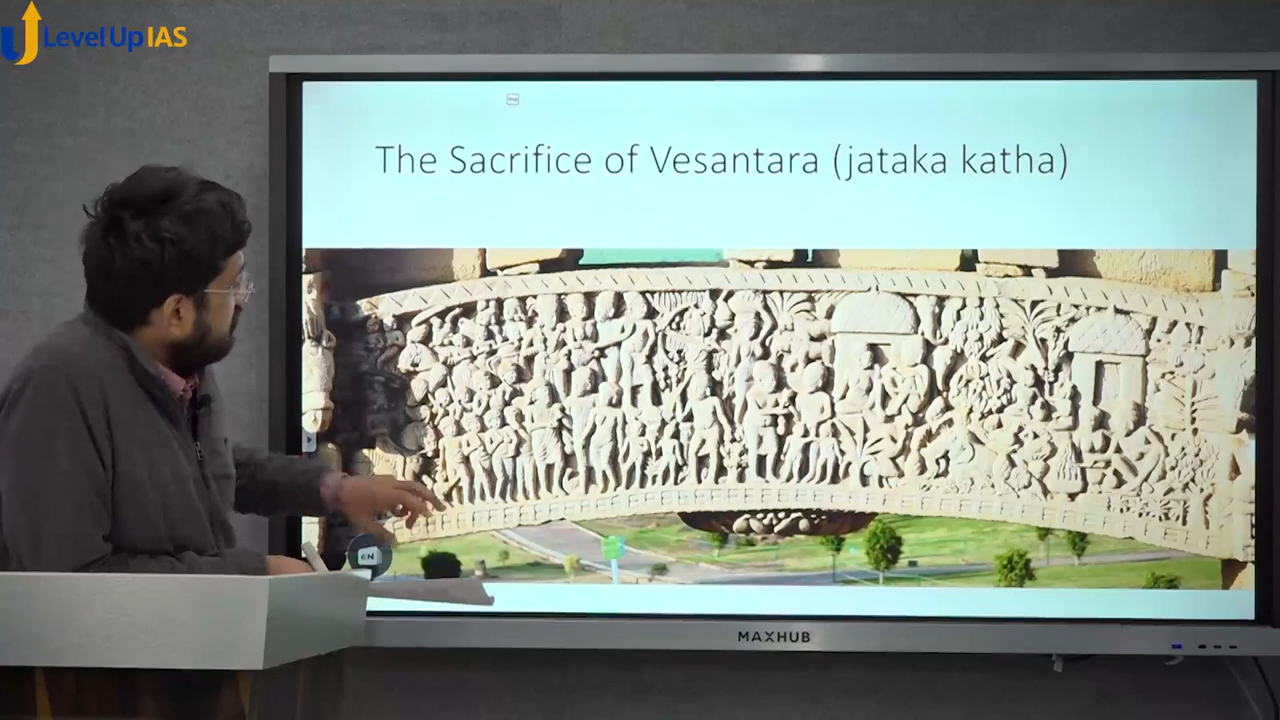 Level Up IAS
The Sacrifice of Vesantara (jataka katha)
EN
MAXHUB